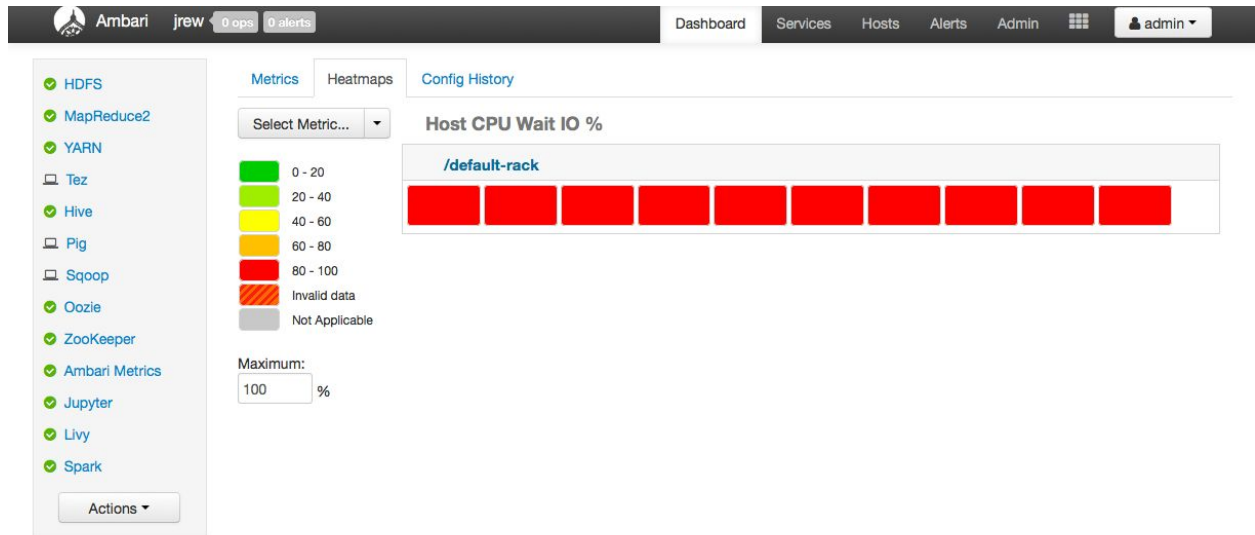 Ambari jrew 0 ops 0 alerts Dashboard Services Hosts Alerts Admin admin
HDFS
MapReduce2
YARN
Tez
Hive
Pig
Sqoop
Oozie
ZooKeeper
Ambari Metrics
Jupyter
Livy
Spark
Actions
Metrics Heatmaps Config History
Select Metric...
0 - 20
20 - 40
40 - 60
60 - 80
80 - 100
Invalid data
Not Applicable
Maximum:
100 %
Host CPU Wait IO %
/default-rack